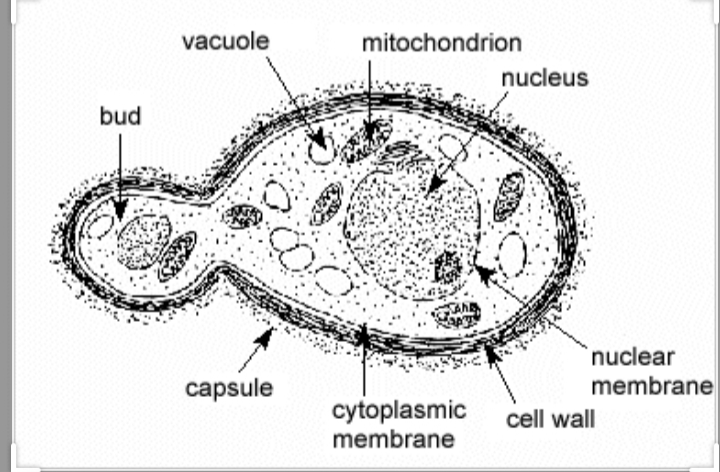 vacuole
mitochondrion
nucleus
bud
nuclear
membrane
capsule
cytoplasmic
membrane
cell wall